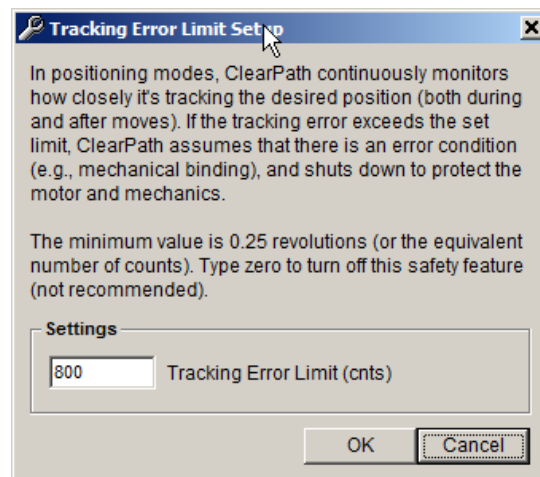 Tracking Error Limit Setup
In positioning modes, ClearPath continuously monitors
how closely it's tracking the desired position (both during
and after moves). If the tracking error exceeds the set
limit, ClearPath assumes that there is an error condition
(e.g., mechanical binding), and shuts down to protect the
motor and mechanics.
The minimum value is 0.25 revolutions (or the equivalent
number of counts). Type zero to turn off this safety feature
(not recommended).
Settings
800 Tracking Error Limit (cnts)
OK Cancel